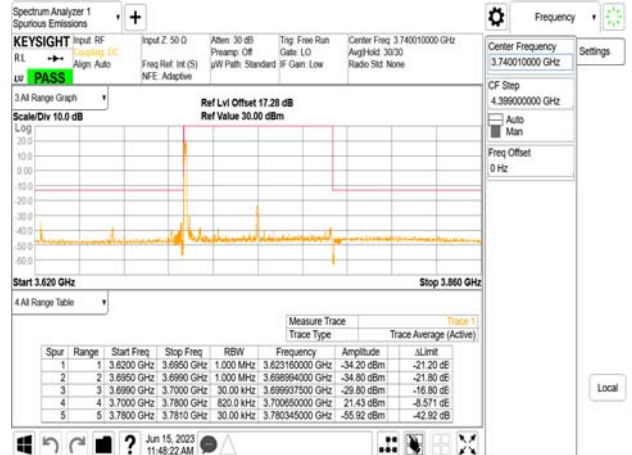 Spectrum Analyzer 1
Spurious Emissions
Frequency
Settings
KEYSIGHT Input: RF
Coupling: DC
Align: Auto
RL
PASS
Input Z: 50 Ω
Freq Ref: Int (S)
NFE: Adaptive
Atten: 30 dB
Preamp: Off
µW Path: Standard
Trig: Free Run
Gate: LO
IF Gain: Low
Center Freq: 3.740010000 GHz
Avg|Hold: 30/30
Radio Std: None
Center Frequency
3.740010000 GHz
CF Step
4.399000000 GHz
Auto
Man
Freq Offset
0 Hz
Local
3 All Range Graph
Scale/Div 10.0 dB
Ref Lvl Offset 17.28 dB
Ref Value 30.00 dBm
Log
20.0
10.0
0.00
-10.0
-20.0
-30.0
-40.0
-50.0
-60.0
Start 3.620 GHz
Stop 3.860 GHz
4 All Range Table
Measure Trace Trace 1
Trace Type Trace Average (Active)
Spur Range Start Freq Stop Freq RBW Frequency Amplitude ΔLimit
1 1 3.6200 GHz 3.6950 GHz 1.000 MHz 3.623160000 GHz -34.20 dBm -21.20 dB
2 2 3.6950 GHz 3.6990 GHz 1.000 MHz 3.698994000 GHz -34.80 dBm -21.80 dB
3 3 3.6990 GHz 3.7000 GHz 30.00 kHz 3.699937500 GHz -29.80 dBm -16.80 dB
4 4 3.7000 GHz 3.7800 GHz 820.0 kHz 3.700650000 GHz 21.43 dBm -8.571 dB
5 5 3.7800 GHz 3.7810 GHz 30.00 kHz 3.780345000 GHz -55.92 dBm -42.92 dB
Jun 15, 2023
11:48:22 AM